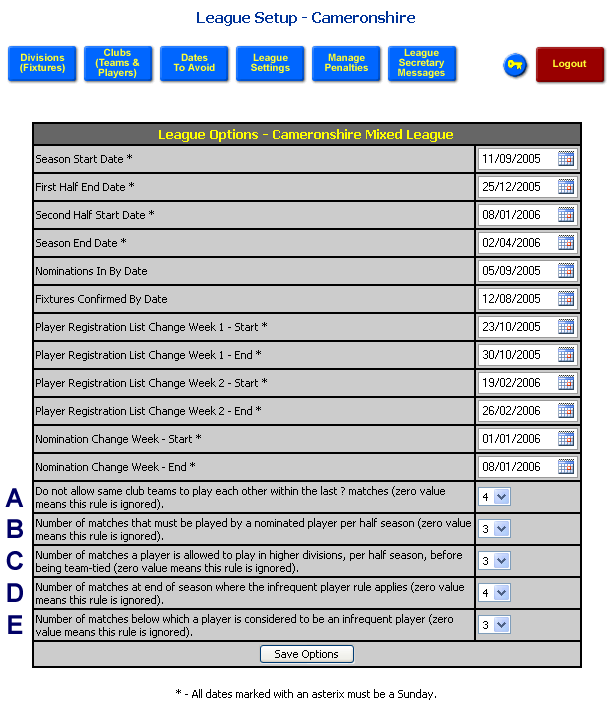 League Setup - Cameronshire
Divisions
(Fixtures)
Clubs
(Teams &
Players)
Dates
To Avoid
League
Settings
Manage
Penalties
League
Secretary
Messages
Logout
League Options - Cameronshire Mixed League
Season Start Date * 11/09/2005
First Half End Date * 25/12/2005
Second Half Start Date * 08/01/2006
Season End Date * 02/04/2006
Nominations In By Date 05/09/2005
Fixtures Confirmed By Date 12/08/2005
Player Registration List Change Week 1 - Start * 23/10/2005
Player Registration List Change Week 1 - End * 30/10/2005
Player Registration List Change Week 2 - Start * 19/02/2006
Player Registration List Change Week 2 - End * 26/02/2006
Nomination Change Week - Start * 01/01/2006
Nomination Change Week - End * 08/01/2006
A Do not allow same club teams to play each other within the last ? matches (zero value
means this rule is ignored). 4
B Number of matches that must be played by a nominated player per half season (zero value
means this rule is ignored). 3
C Number of matches a player is allowed to play in higher divisions, per half season, before
being team-tied (zero value means this rule is ignored). 3
D Number of matches at end of season where the infrequent player rule applies (zero value
means this rule is ignored). 4
E Number of matches below which a player is considered to be an infrequent player (zero
value means this rule is ignored). 3
Save Options
* - All dates marked with an asterix must be a Sunday.